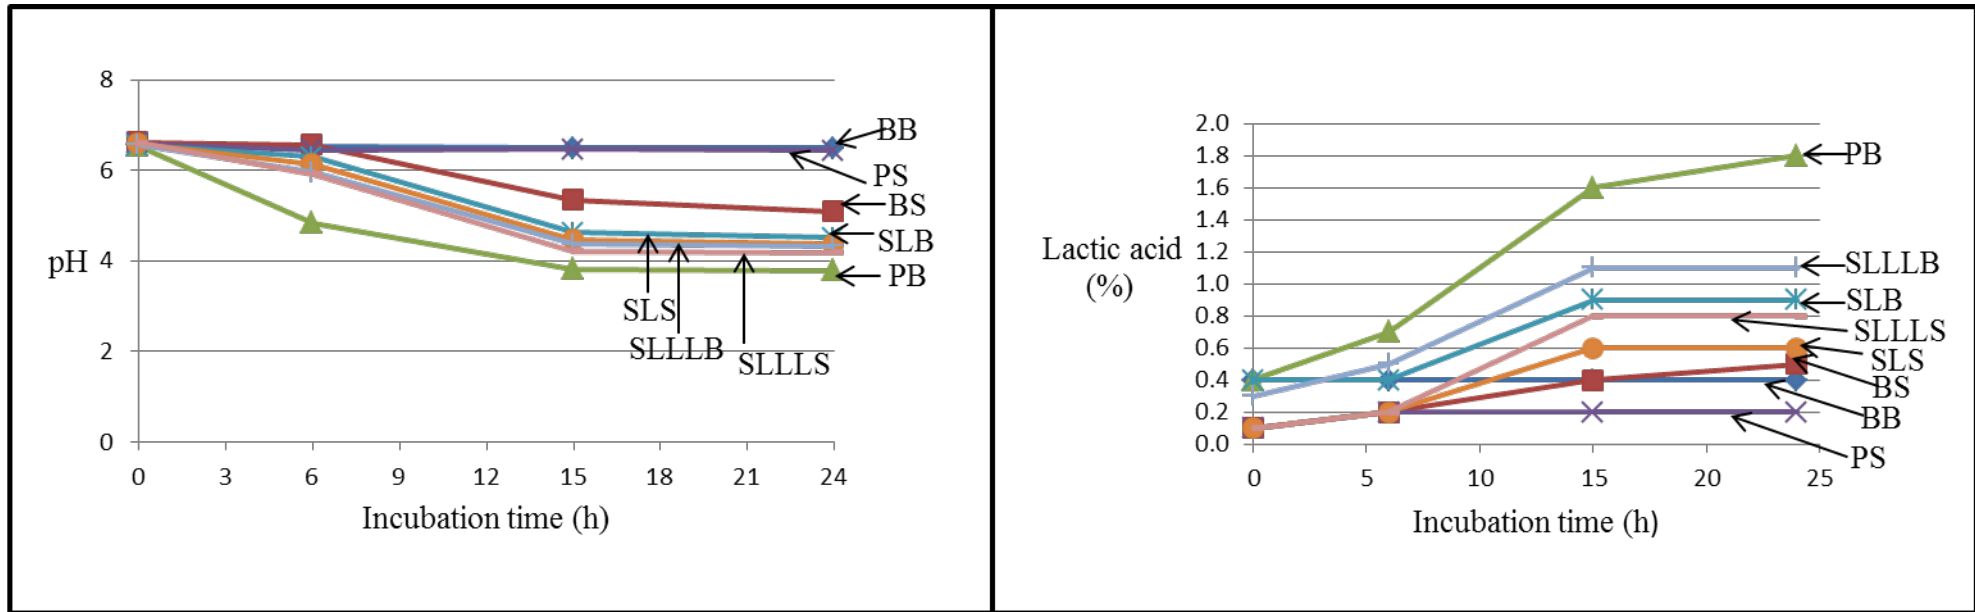 8
6
pH 4
2
0
0 3 6 9 12 15 18 21 24
Incubation time (h)
BB
PS
BS
SLB
PB
SLS
SLLLB
SLLLS
2.0
1.8
1.6
1.4
1.2
1.0
0.8
0.6
0.4
0.2
0.0
Lactic acid
(%)
0 5 10 15 20 25
Incubation time (h)
PB
SLLLB
SLB
SLLLS
SLS
BS
BB
PS